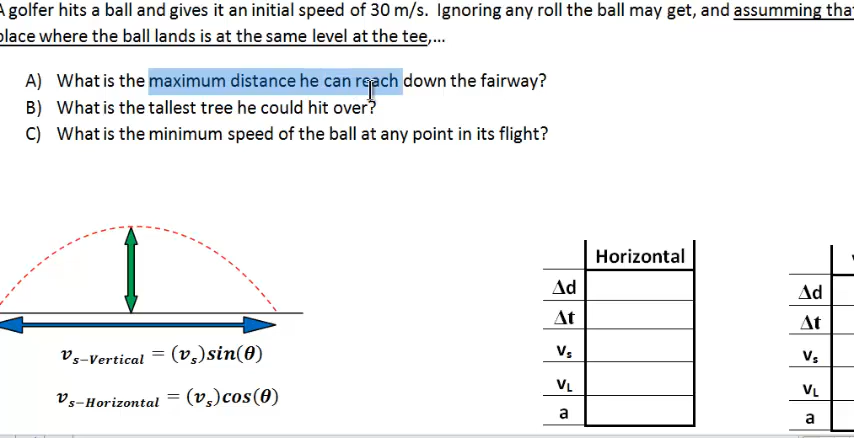 A golfer hits a ball and gives it an initial speed of 30 m/s. Ignoring any roll the ball may get, and assuming that
place where the ball lands is at the same level at the tee,...
A) What is the maximum distance he can reach down the fairway?
B) What is the tallest tree he could hit over?
C) What is the minimum speed of the ball at any point in its flight?
Horizontal
Δd
Δt
vs
vL
a
Δd
Δt
vs
vL
a
vs−Vertical = (vs)sin(θ)
vs−Horizontal = (vs)cos(θ)